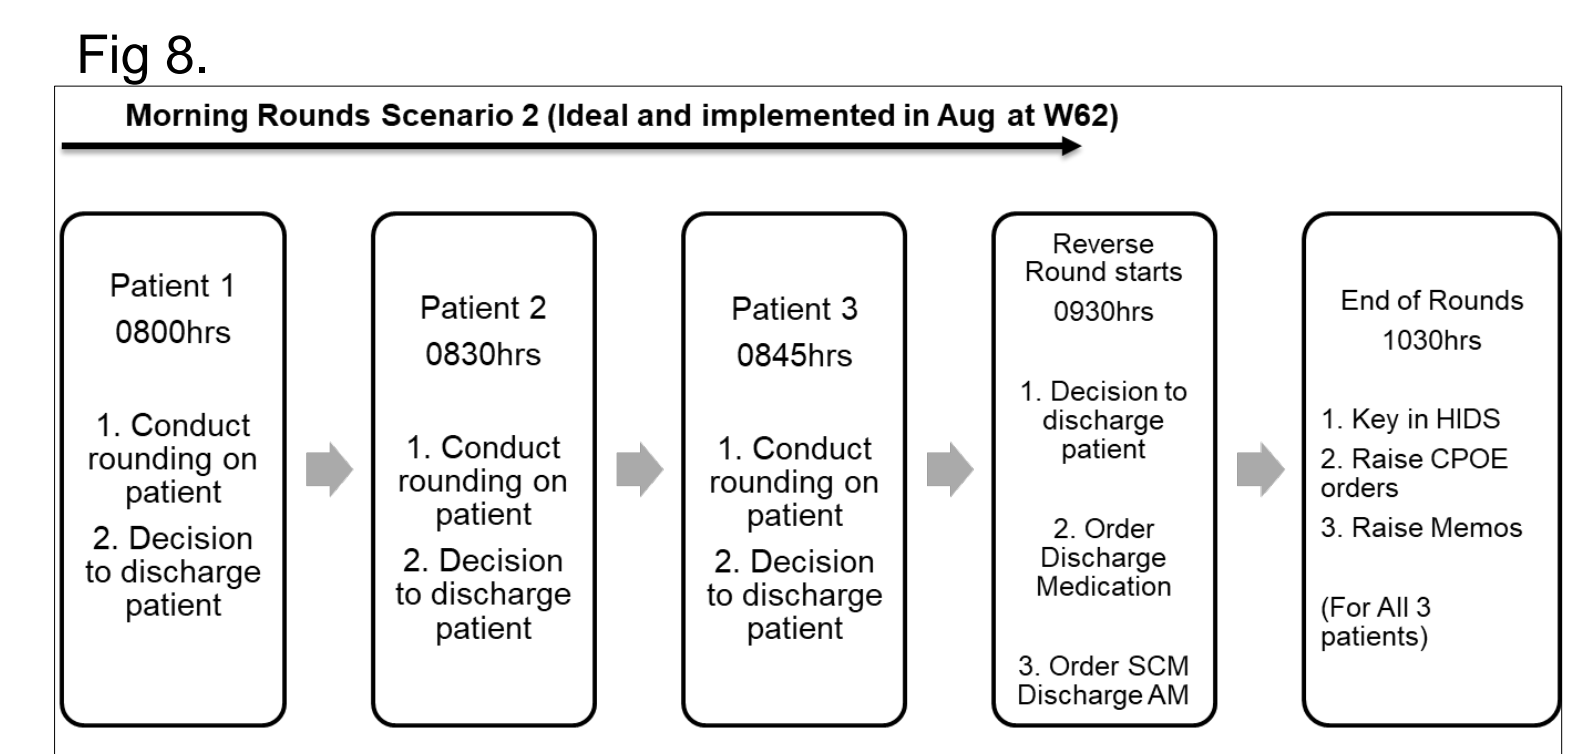 Fig 8.
Morning Rounds Scenario 2 (Ideal and implemented in Aug at W62)
Patient 1
0800hrs
1. Conduct
rounding on
patient
2. Decision
to discharge
patient
Patient 2
0830hrs
1. Conduct
rounding on
patient
2. Decision
to discharge
patient
Patient 3
0845hrs
1. Conduct
rounding on
patient
2. Decision
to discharge
patient
Reverse
Round starts
0930hrs
1. Decision to
discharge
patient
2. Order
Discharge
Medication
3. Order SCM
Discharge AM
End of Rounds
1030hrs
1. Key in HIDS
2. Raise CPOE
orders
3. Raise Memos
(For All 3
patients)